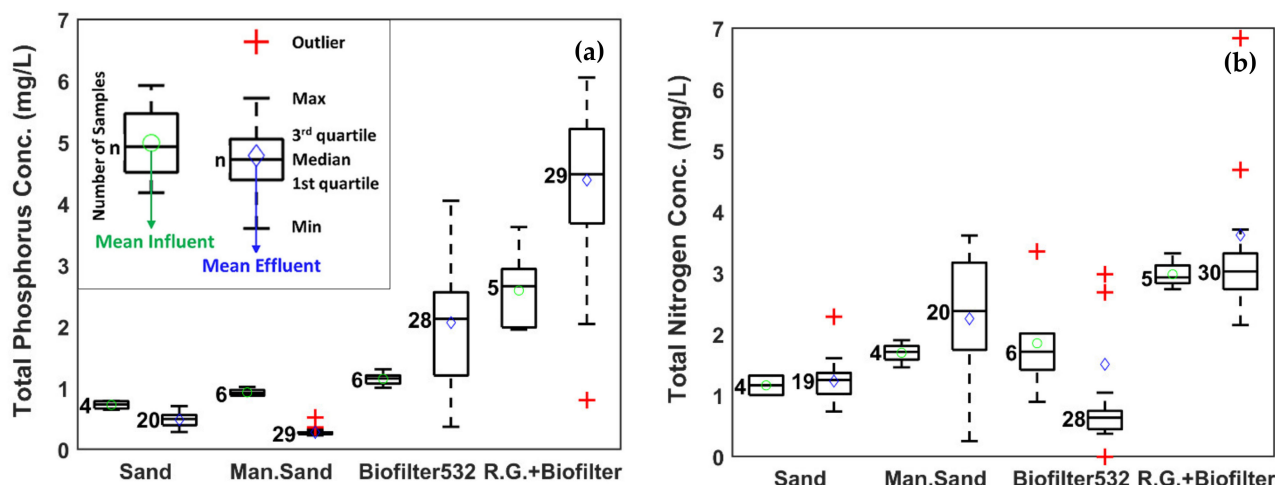 Total Phosphorus Conc. (mg/L)
7
6
5
4
3
2
1
0
(a)
Number of Samples
n
n
Outlier
Max
3rd quartile
Median
1st quartile
Min
Mean Influent
Mean Effluent
4
20
6
29
6
28
5
29
Sand
Man.Sand
Biofilter532
R.G.+Biofilter
Total Nitrogen Conc. (mg/L)
7
6
5
4
3
2
1
0
(b)
4
19
4
20
6
28
5
30
Sand
Man.Sand
Biofilter532
R.G.+Biofilter